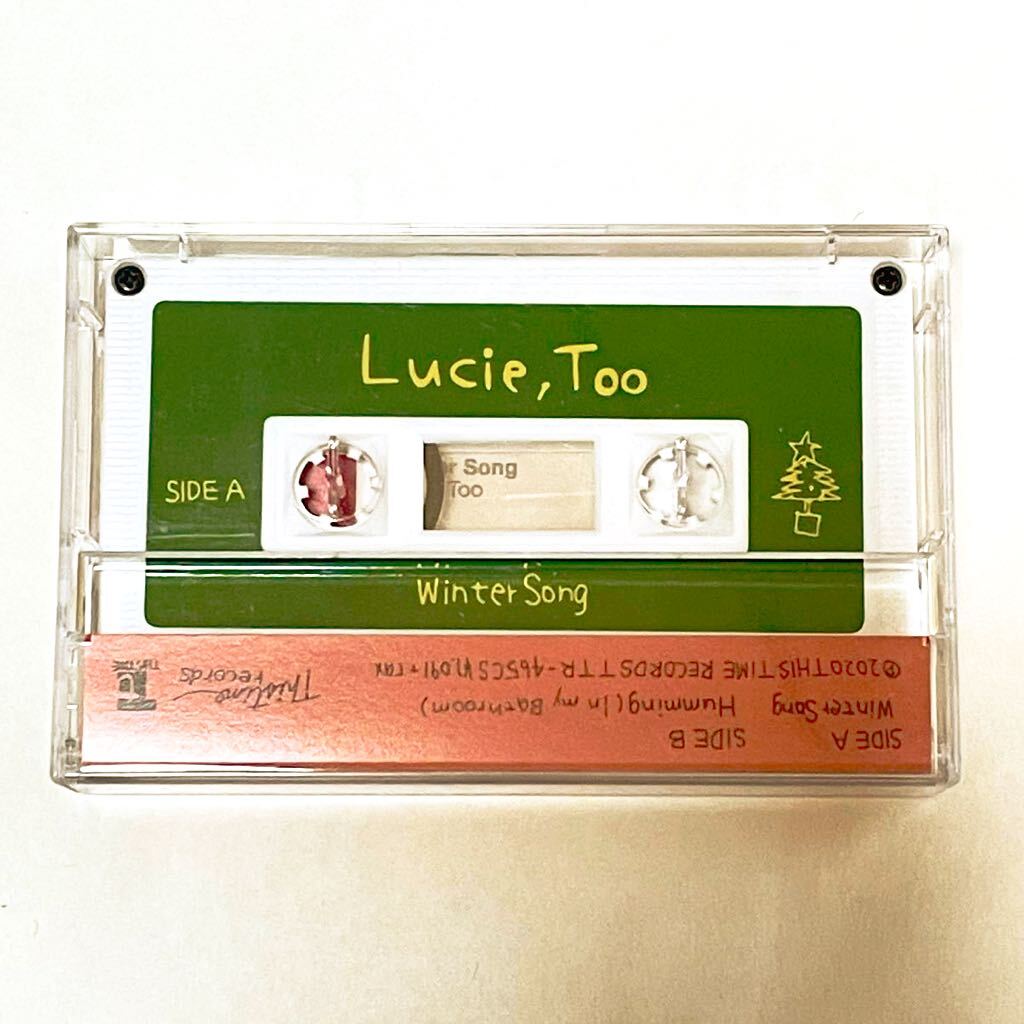 Lucie, Too
r Song
Too
SIDE A
Winter Song
SIDE A
Winter Song
SIDE B
Humming (In my Bathroom)
℗2020 THIS TIME RECORDS TTR-465CS ¥1,091+tax
Thistime
records